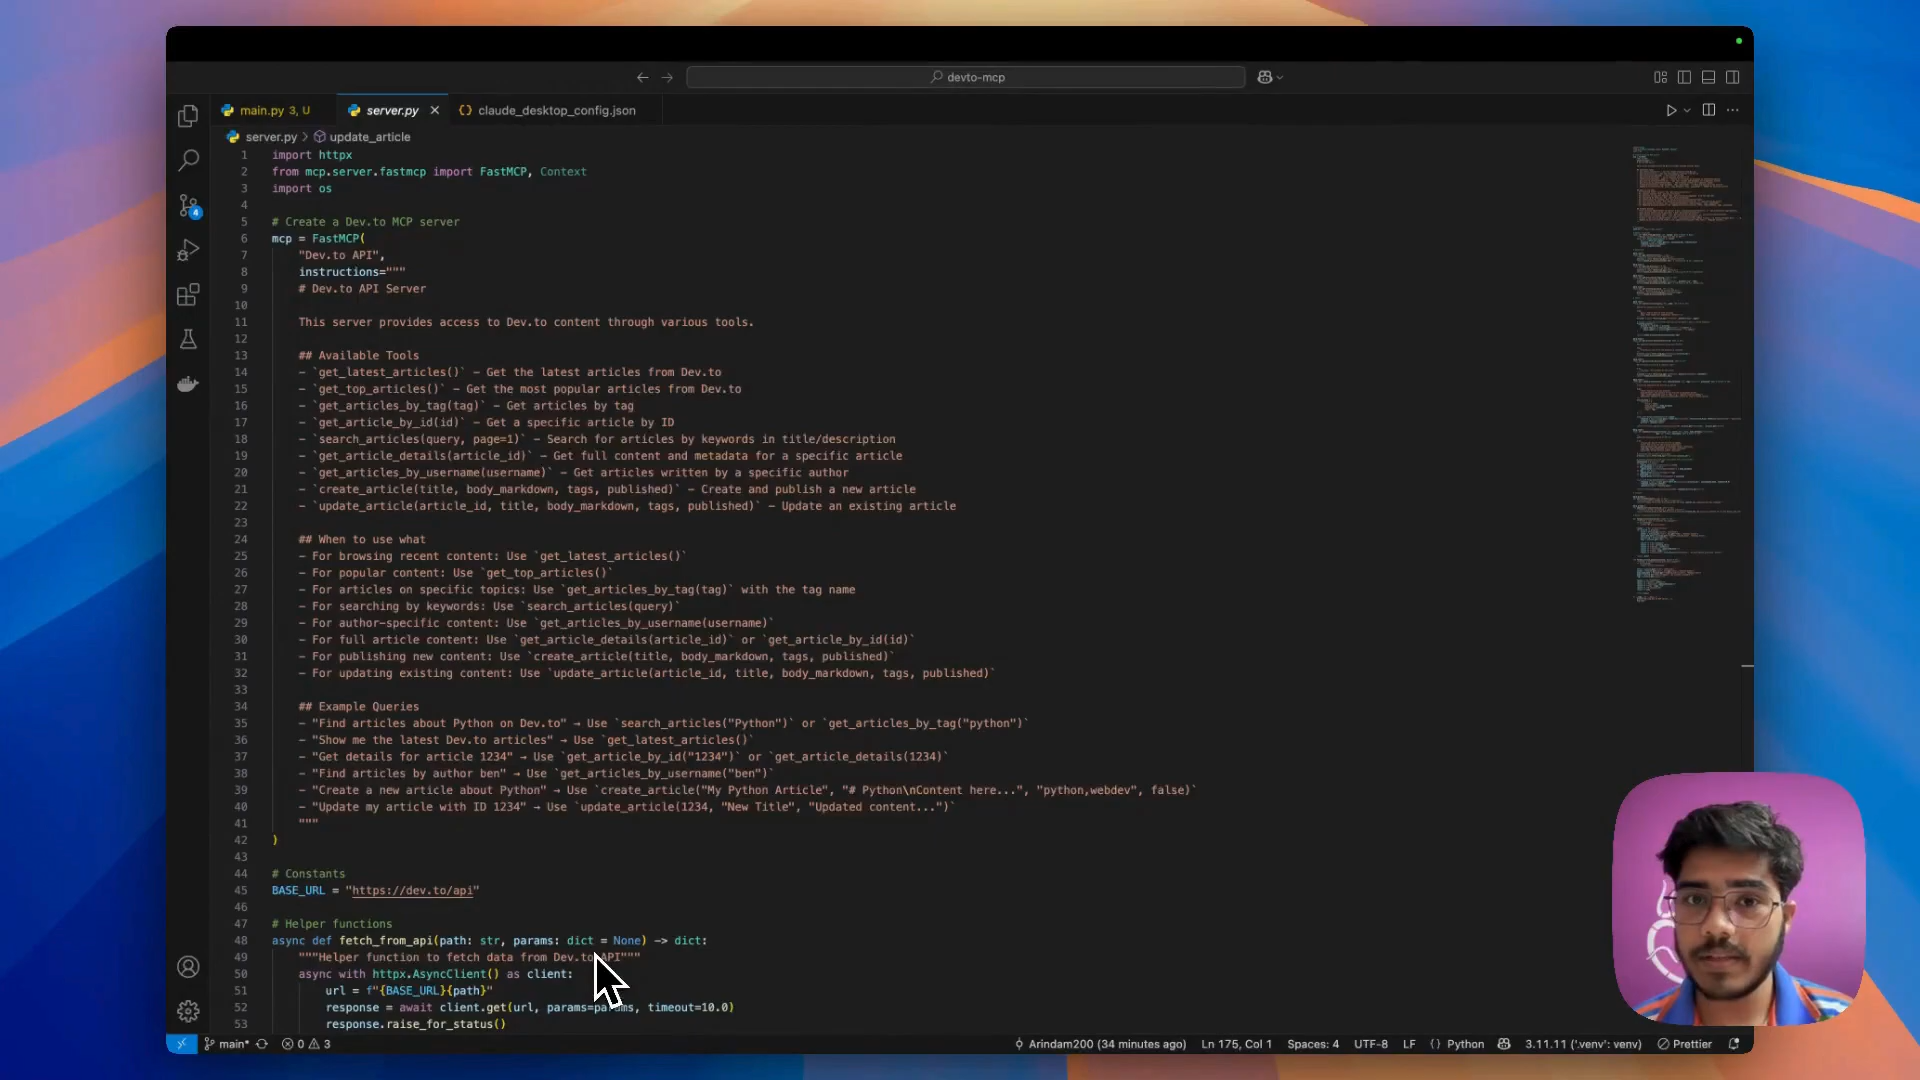 devto-mcp
main.py 3, U
server.py
claude_desktop_config.json
server.py > update_article
1 import httpx
2 from mcp.server.fastmcp import FastMCP, Context
3 import os
4
5 # Create a Dev.to MCP server
6 mcp = FastMCP(
7 "Dev.to API",
8 instructions="""
9 # Dev.to API Server
10
11 This server provides access to Dev.to content through various tools.
12
13 ## Available Tools
14 - `get_latest_articles()` - Get the latest articles from Dev.to
15 - `get_top_articles()` - Get the most popular articles from Dev.to
16 - `get_articles_by_tag(tag)` - Get articles by tag
17 - `get_article_by_id(id)` - Get a specific article by ID
18 - `search_articles(query, page=1)` - Search for articles by keywords in title/description
19 - `get_article_details(article_id)` - Get full content and metadata for a specific article
20 - `get_articles_by_username(username)` - Get articles written by a specific author
21 - `create_article(title, body_markdown, tags, published)` - Create and publish a new article
22 - `update_article(article_id, title, body_markdown, tags, published)` - Update an existing article
23
24 ## When to use what
25 - For browsing recent content: Use `get_latest_articles()`
26 - For popular content: Use `get_top_articles()`
27 - For articles on specific topics: Use `get_articles_by_tag(tag)` with the tag name
28 - For searching by keywords: Use `search_articles(query)`
29 - For author-specific content: Use `get_articles_by_username(username)`
30 - For full article content: Use `get_article_details(article_id)` or `get_article_by_id(id)`
31 - For publishing new content: Use `create_article(title, body_markdown, tags, published)`
32 - For updating existing content: Use `update_article(article_id, title, body_markdown, tags, published)`
33
34 ## Example Queries
35 - "Find articles about Python on Dev.to" → Use `search_articles("Python")` or `get_articles_by_tag("python")`
36 - "Show me the latest Dev.to articles" → Use `get_latest_articles()`
37 - "Get details for article 1234" → Use `get_article_by_id("1234")` or `get_article_details(1234)`
38 - "Find articles by author ben" → Use `get_articles_by_username("ben")`
39 - "Create a new article about Python" → Use `create_article("My Python Article", "# Python\nContent here...", "python,webdev", false)`
40 - "Update my article with ID 1234" → Use `update_article(1234, "New Title", "Updated content...")`
41 """
42 )
43
44 # Constants
45 BASE_URL = "https://dev.to/api"
46
47 # Helper functions
48 async def fetch_from_api(path: str, params: dict = None) -> dict:
49 """Helper function to fetch data from Dev.to API"""
50 async with httpx.AsyncClient() as client:
51 url = f"{BASE_URL}{path}"
52 response = await client.get(url, params=params, timeout=10.0)
53 response.raise_for_status()
4
main* 0 3 Arindam200 (34 minutes ago) Ln 175, Col 1 Spaces: 4 UTF-8 LF { } Python 3.11.11 ('.venv': venv) Prettier